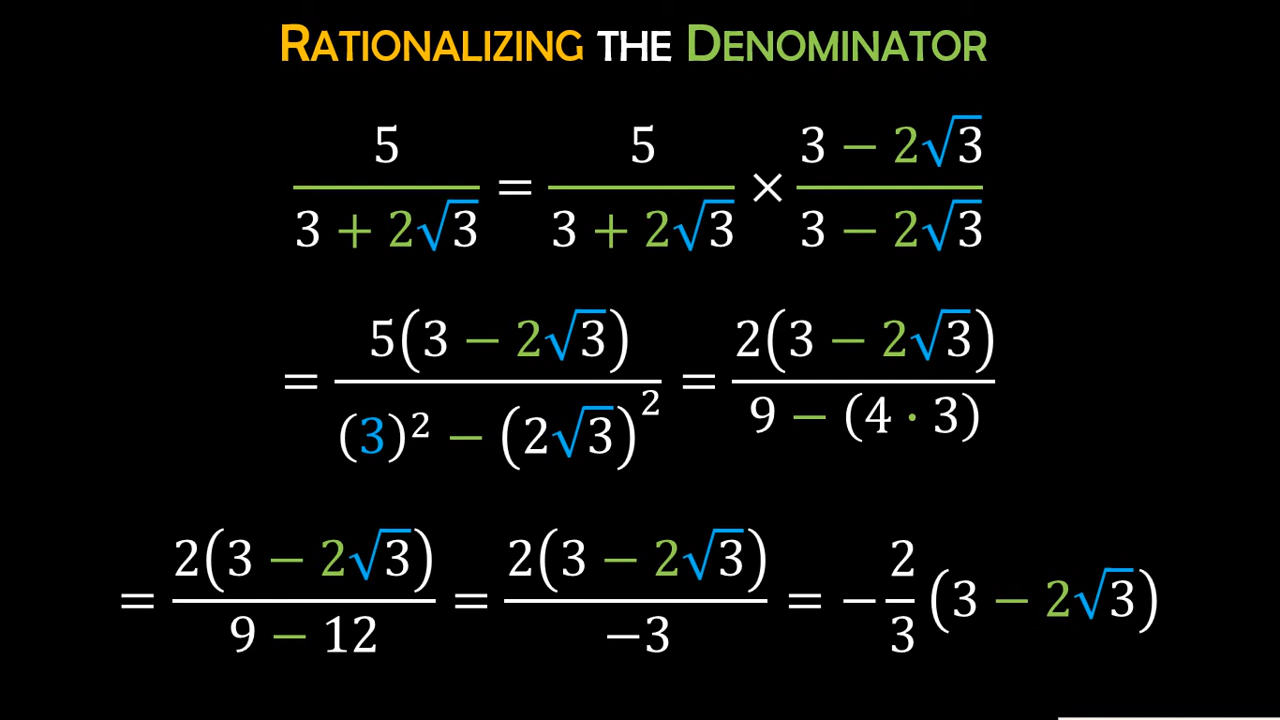 RATIONALIZING THE DENOMINATOR
5/(3 + 2√3) = 5/(3 + 2√3) × (3 − 2√3)/(3 − 2√3)
= 5(3 − 2√3)/((3)² − (2√3)²) = 2(3 − 2√3)/(9 − (4 · 3))
= 2(3 − 2√3)/(9 − 12) = 2(3 − 2√3)/(−3) = −2/3(3 − 2√3)